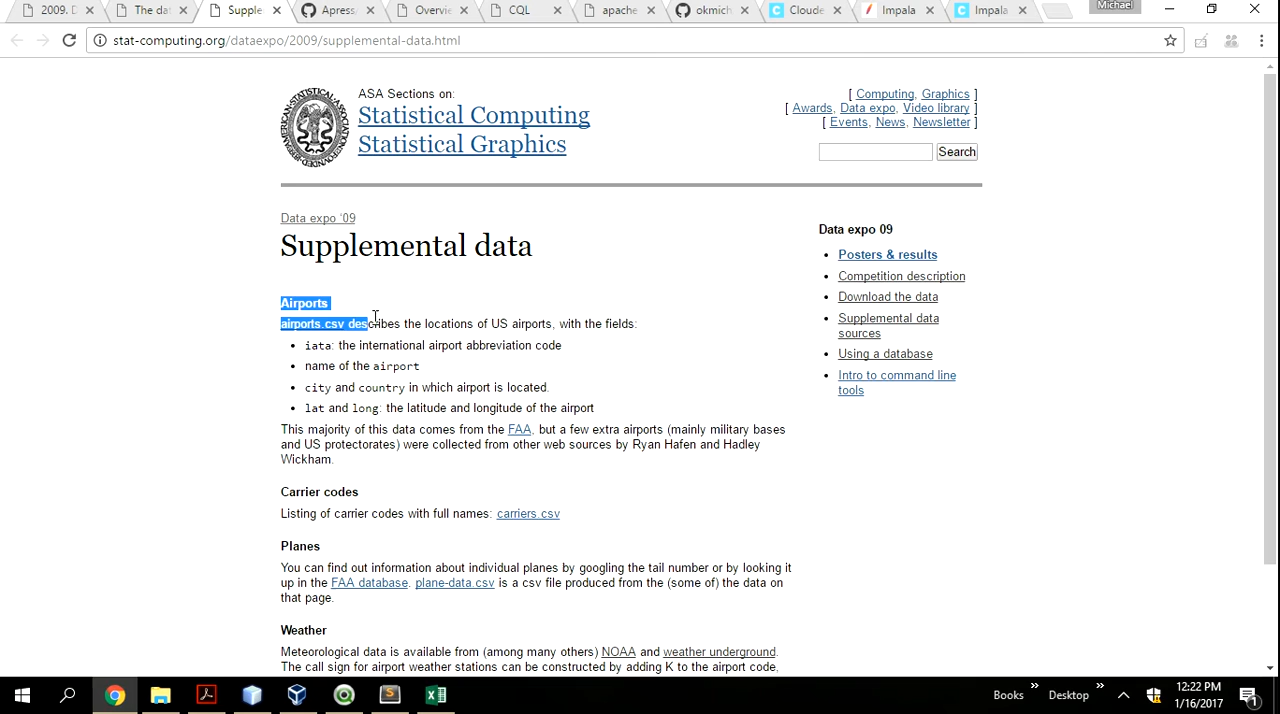 Michael
2009. D
The dat
Supple
Apress
Overvie
CQL
apache
okmich
Cloude
Impala
Impala
stat-computing.org/dataexpo/2009/supplemental-data.html
ASA Sections on:
Statistical Computing
Statistical Graphics
[ Computing, Graphics ]
[ Awards, Data expo, Video library ]
[ Events, News, Newsletter ]
Search
Data expo '09
Supplemental data
Airports
airports.csv describes the locations of US airports, with the fields:
• iata: the international airport abbreviation code
• name of the airport
• city and country in which airport is located.
• lat and long: the latitude and longitude of the airport
This majority of this data comes from the FAA, but a few extra airports (mainly military bases
and US protectorates) were collected from other web sources by Ryan Hafen and Hadley
Wickham.
Carrier codes
Listing of carrier codes with full names: carriers.csv
Planes
You can find out information about individual planes by googling the tail number or by looking it
up in the FAA database. plane-data.csv is a csv file produced from the (some of) the data on
that page.
Weather
Meteorological data is available from (among many others) NOAA and weather underground.
The call sign for airport weather stations can be constructed by adding K to the airport code,
Data expo 09
• Posters & results
• Competition description
• Download the data
• Supplemental data
sources
• Using a database
• Intro to command line
tools
Books
Desktop
12:22 PM
1/16/2017
1